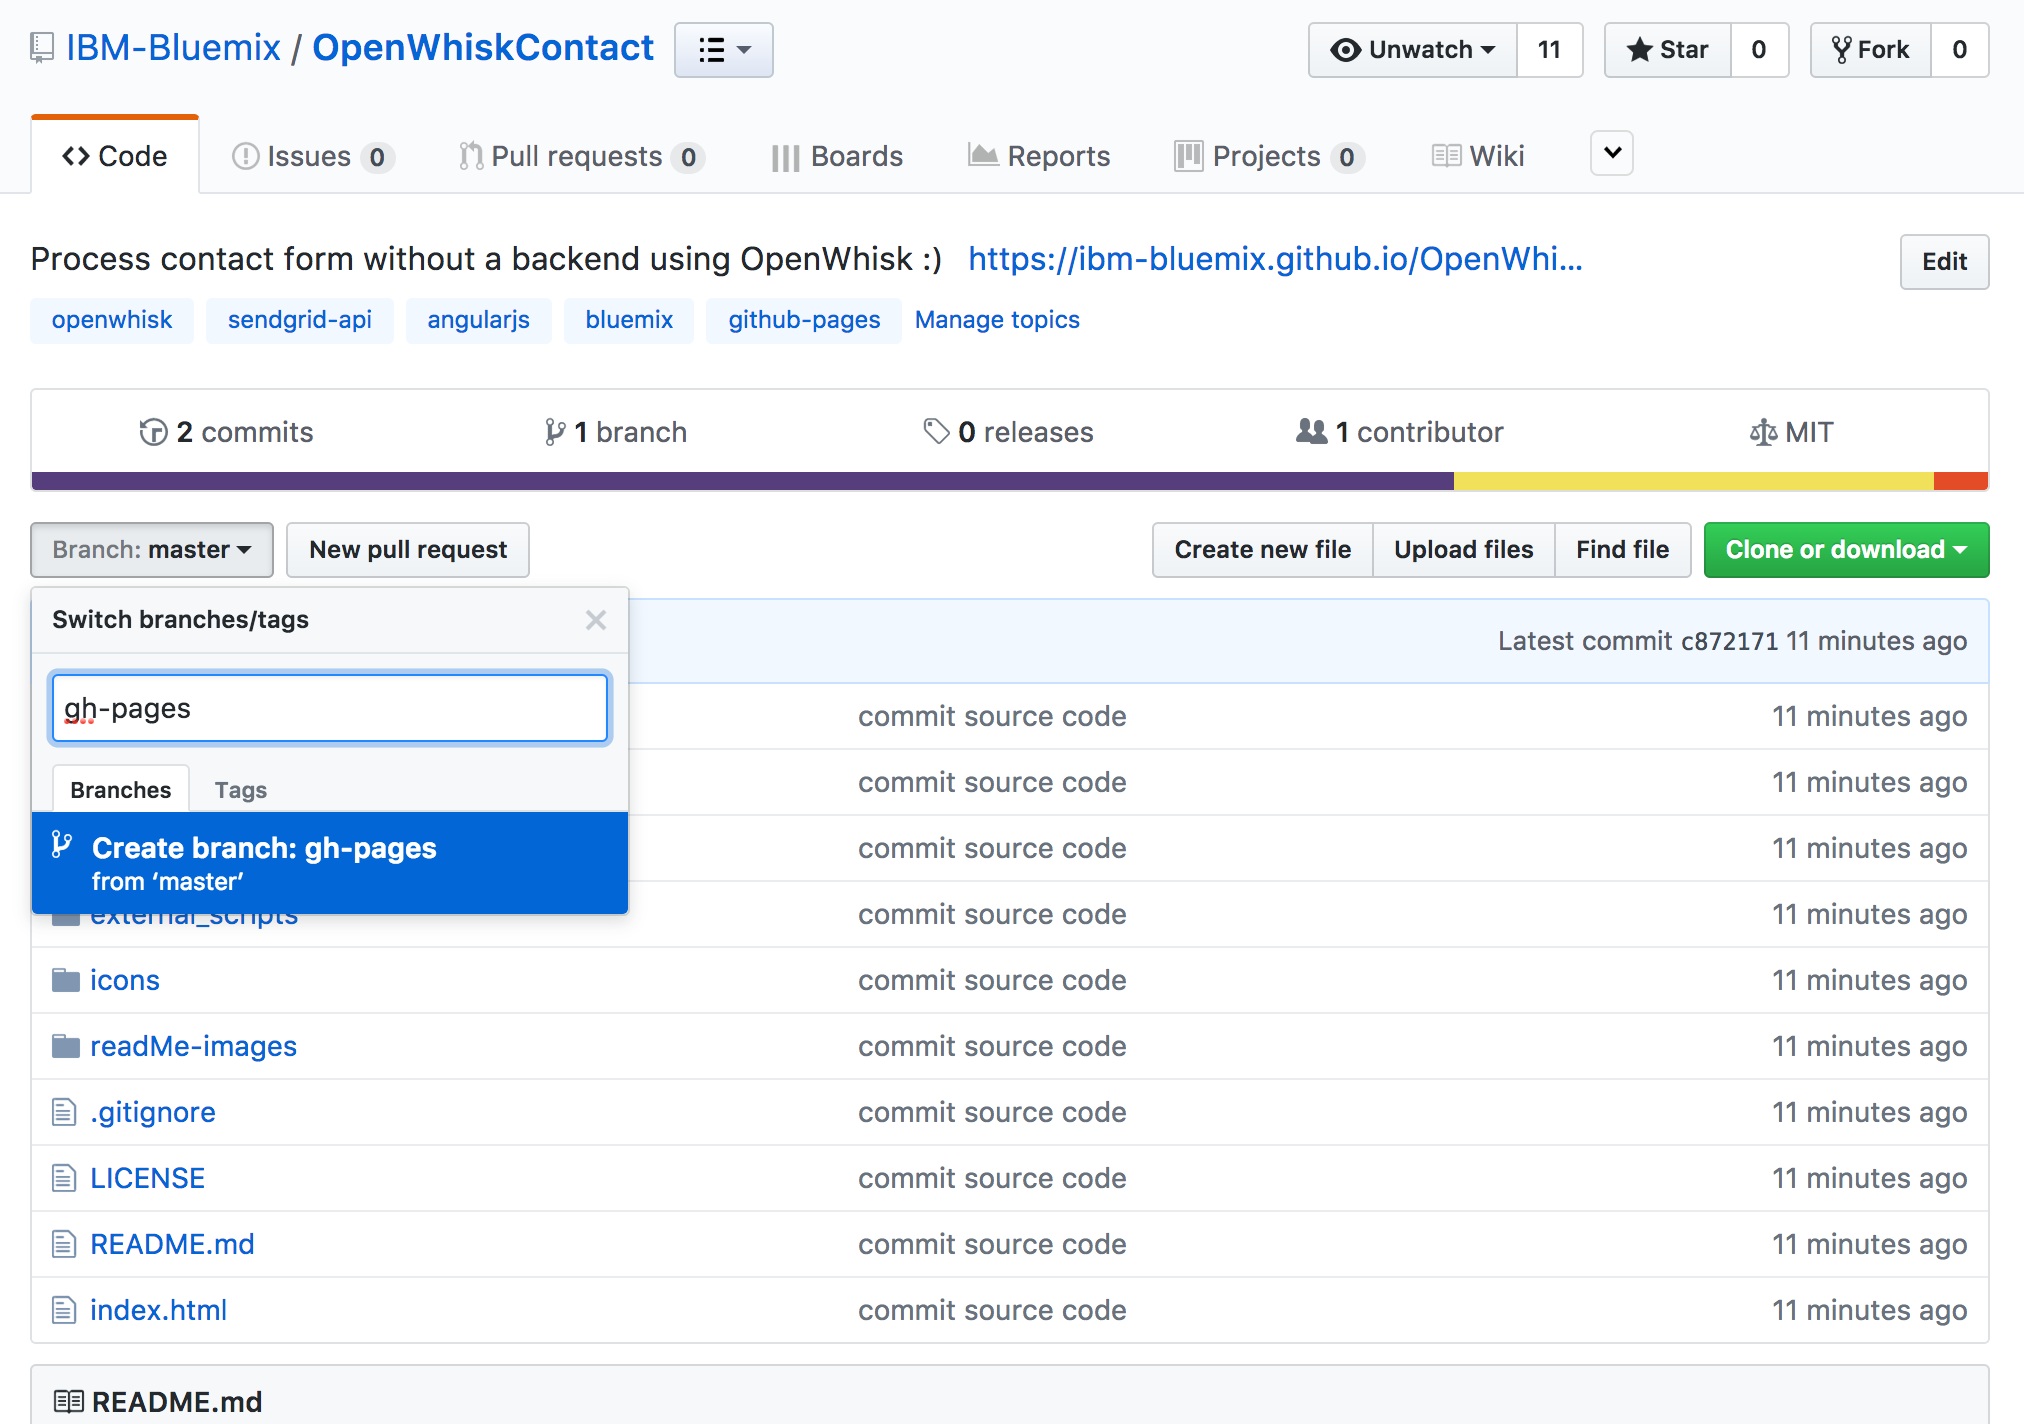 IBM-Bluemix / OpenWhiskContact
Unwatch 11
Star 0
Fork 0
Code
Issues 0
Pull requests 0
Boards
Reports
Projects 0
Wiki
Process contact form without a backend using OpenWhisk :) https://ibm-bluemix.github.io/OpenWhi...
Edit
openwhisk sendgrid-api angularjs bluemix github-pages Manage topics
2 commits
1 branch
0 releases
1 contributor
MIT
Branch: master
New pull request
Create new file
Upload files
Find file
Clone or download
Switch branches/tags
Latest commit c872171 11 minutes ago
gh-pages
commit source code 11 minutes ago
Branches Tags
commit source code 11 minutes ago
Create branch: gh-pages
from ‘master’
commit source code 11 minutes ago
external_scripts commit source code 11 minutes ago
icons commit source code 11 minutes ago
readMe-images commit source code 11 minutes ago
.gitignore commit source code 11 minutes ago
LICENSE commit source code 11 minutes ago
README.md commit source code 11 minutes ago
index.html commit source code 11 minutes ago
README.md